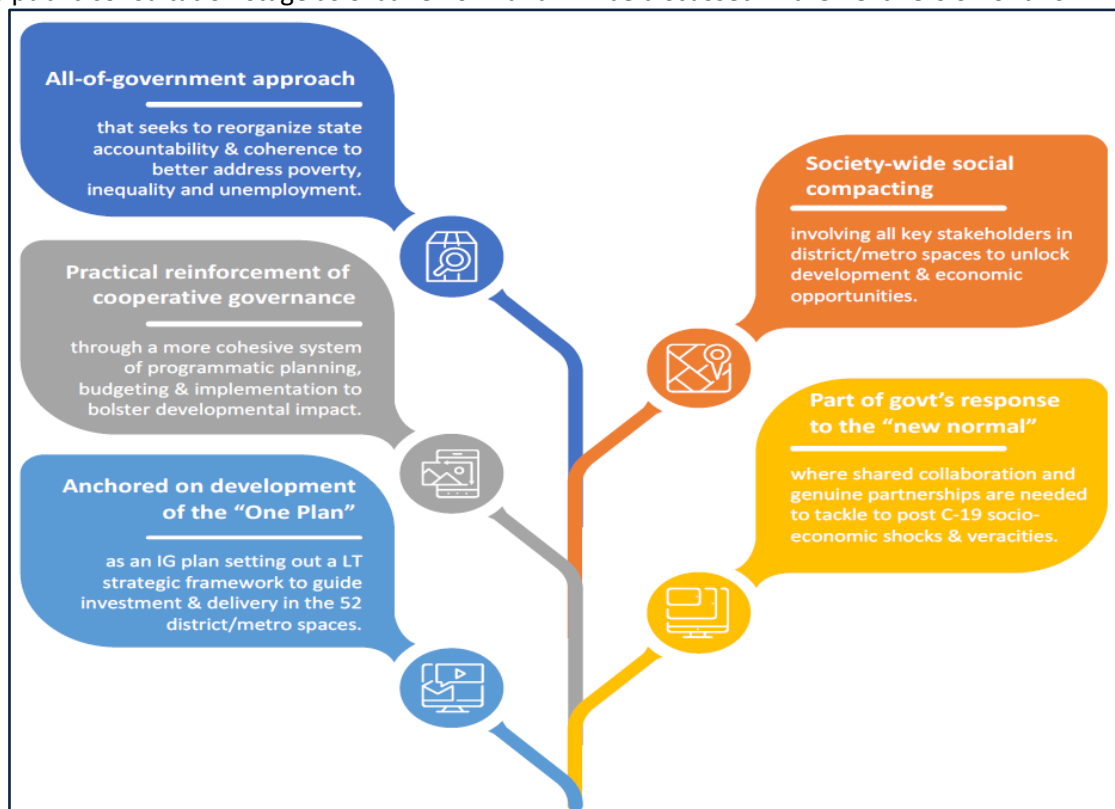 All-of-government approach
that seeks to reorganize state
accountability & coherence to
better address poverty,
inequality and unemployment.
Practical reinforcement of
cooperative governance
through a more cohesive system
of programmatic planning,
budgeting & implementation to
bolster developmental impact.
Anchored on development
of the “One Plan”
as an IG plan setting out a LT
strategic framework to guide
investment & delivery in the 52
district/metro spaces.
Society-wide social
compacting
involving all key stakeholders in
district/metro spaces to unlock
development & economic
opportunities.
Part of govt’s response
to the “new normal”
where shared collaboration and
genuine partnerships are needed
to tackle to post C-19 socio-
economic shocks & veracities.